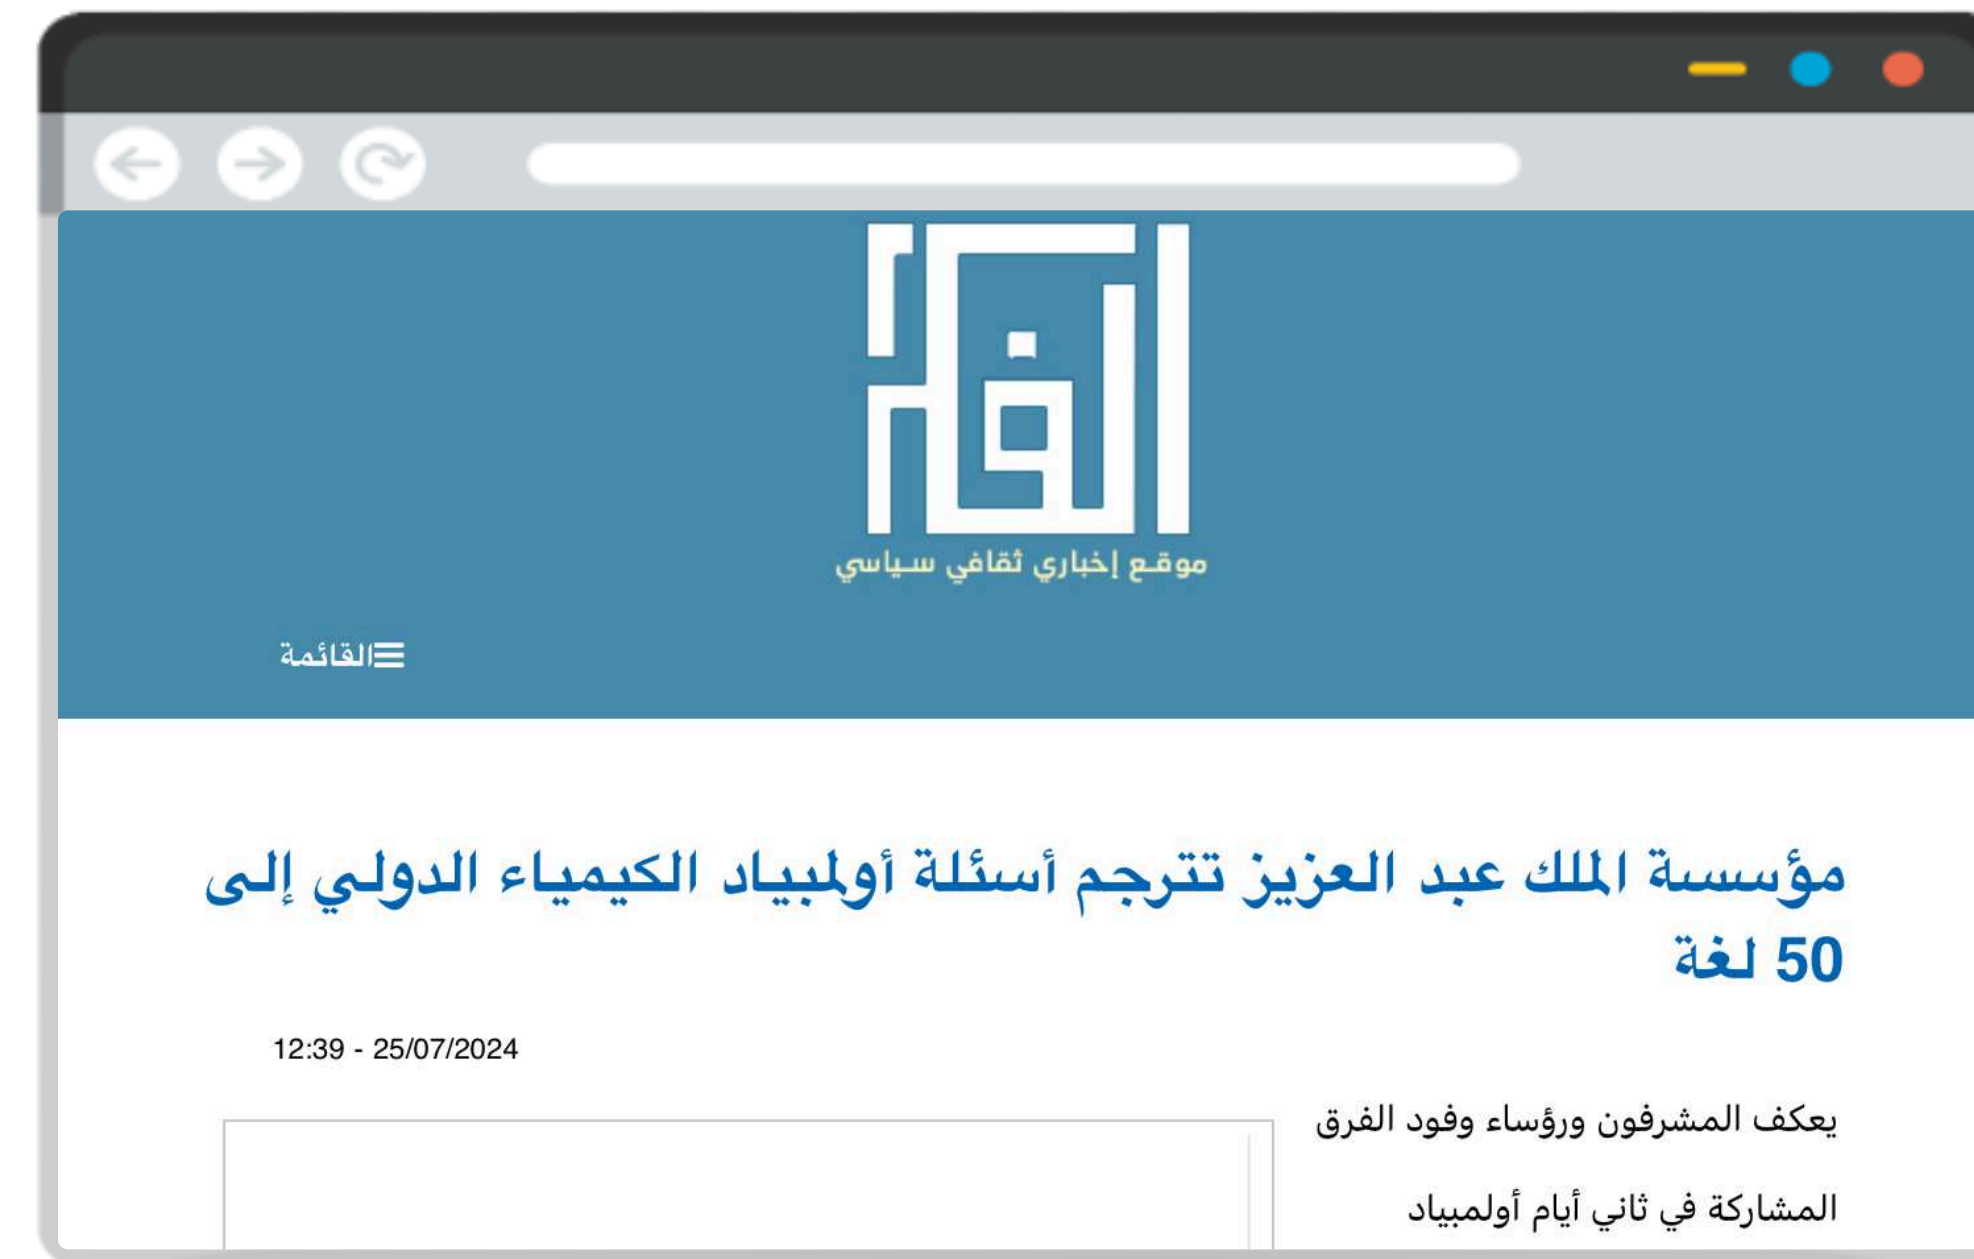 موقع إخباري ثقافي سياسي
القائمة
مؤسسة الملك عبد العزيز تترجم أسئلة أولمبياد الكيمياء الدولي إلى
50 لغة
12:39 - 25/07/2024
يعكف المشرفون ورؤساء وفود الفرق
المشاركة في ثاني أيام أولمبياد